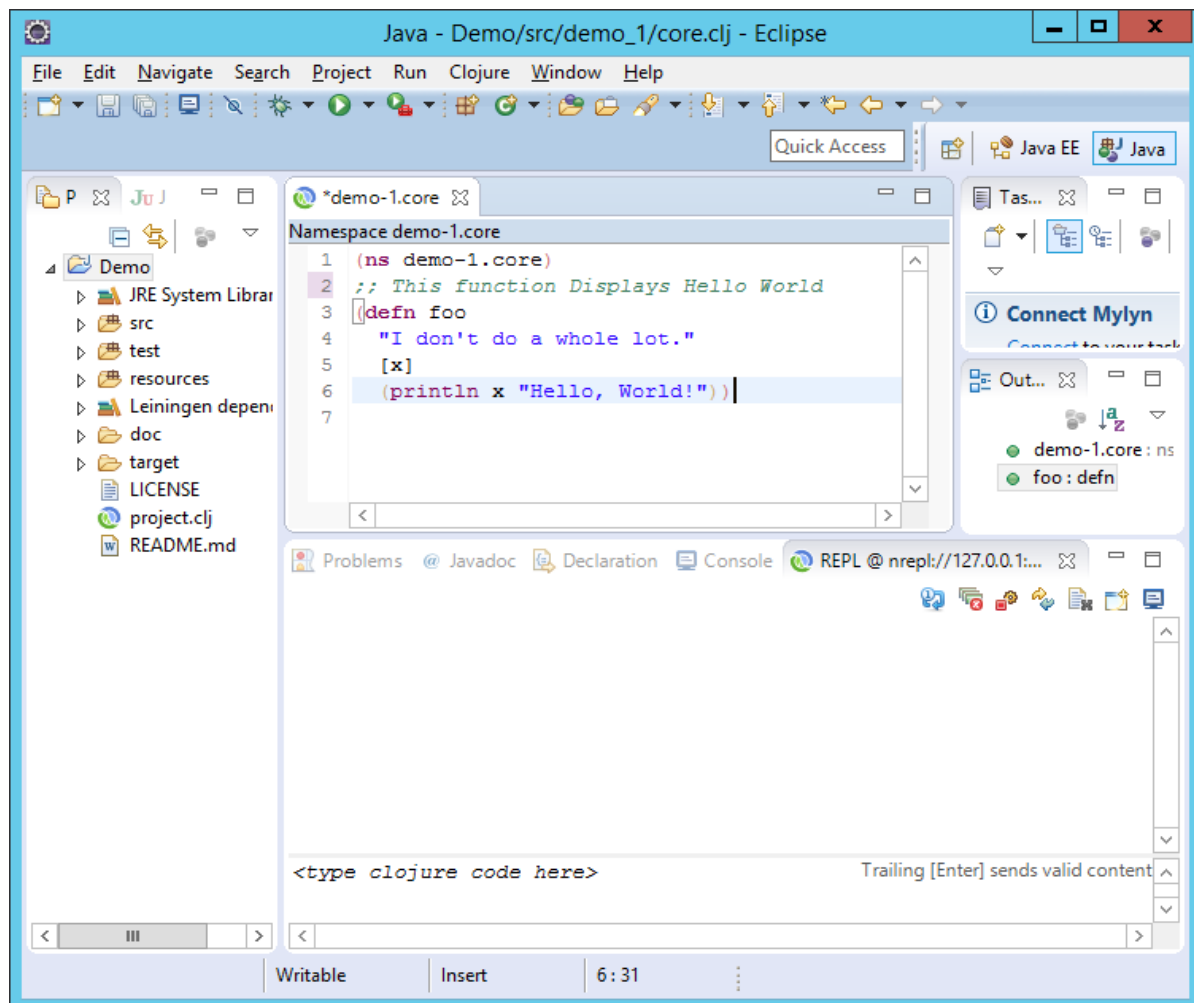 Java - Demo/src/demo_1/core.clj - Eclipse
File Edit Navigate Search Project Run Clojure Window Help
Quick Access Java EE Java
P Ju J
*demo-1.core
Tas...
Namespace demo-1.core
1 (ns demo-1.core)
2 ;; This function Displays Hello World
3 (defn foo
4 "I don't do a whole lot."
5 [x]
6 (println x "Hello, World!"))
7
Demo
JRE System Librar
src
test
resources
Leiningen depen
doc
target
LICENSE
project.clj
README.md
Connect Mylyn
Connect to your task
Out...
demo-1.core : ns
foo : defn
Problems @ Javadoc Declaration Console REPL @ nrepl://127.0.0.1:...
<type clojure code here>
Trailing [Enter] sends valid content
Writable Insert 6 : 31